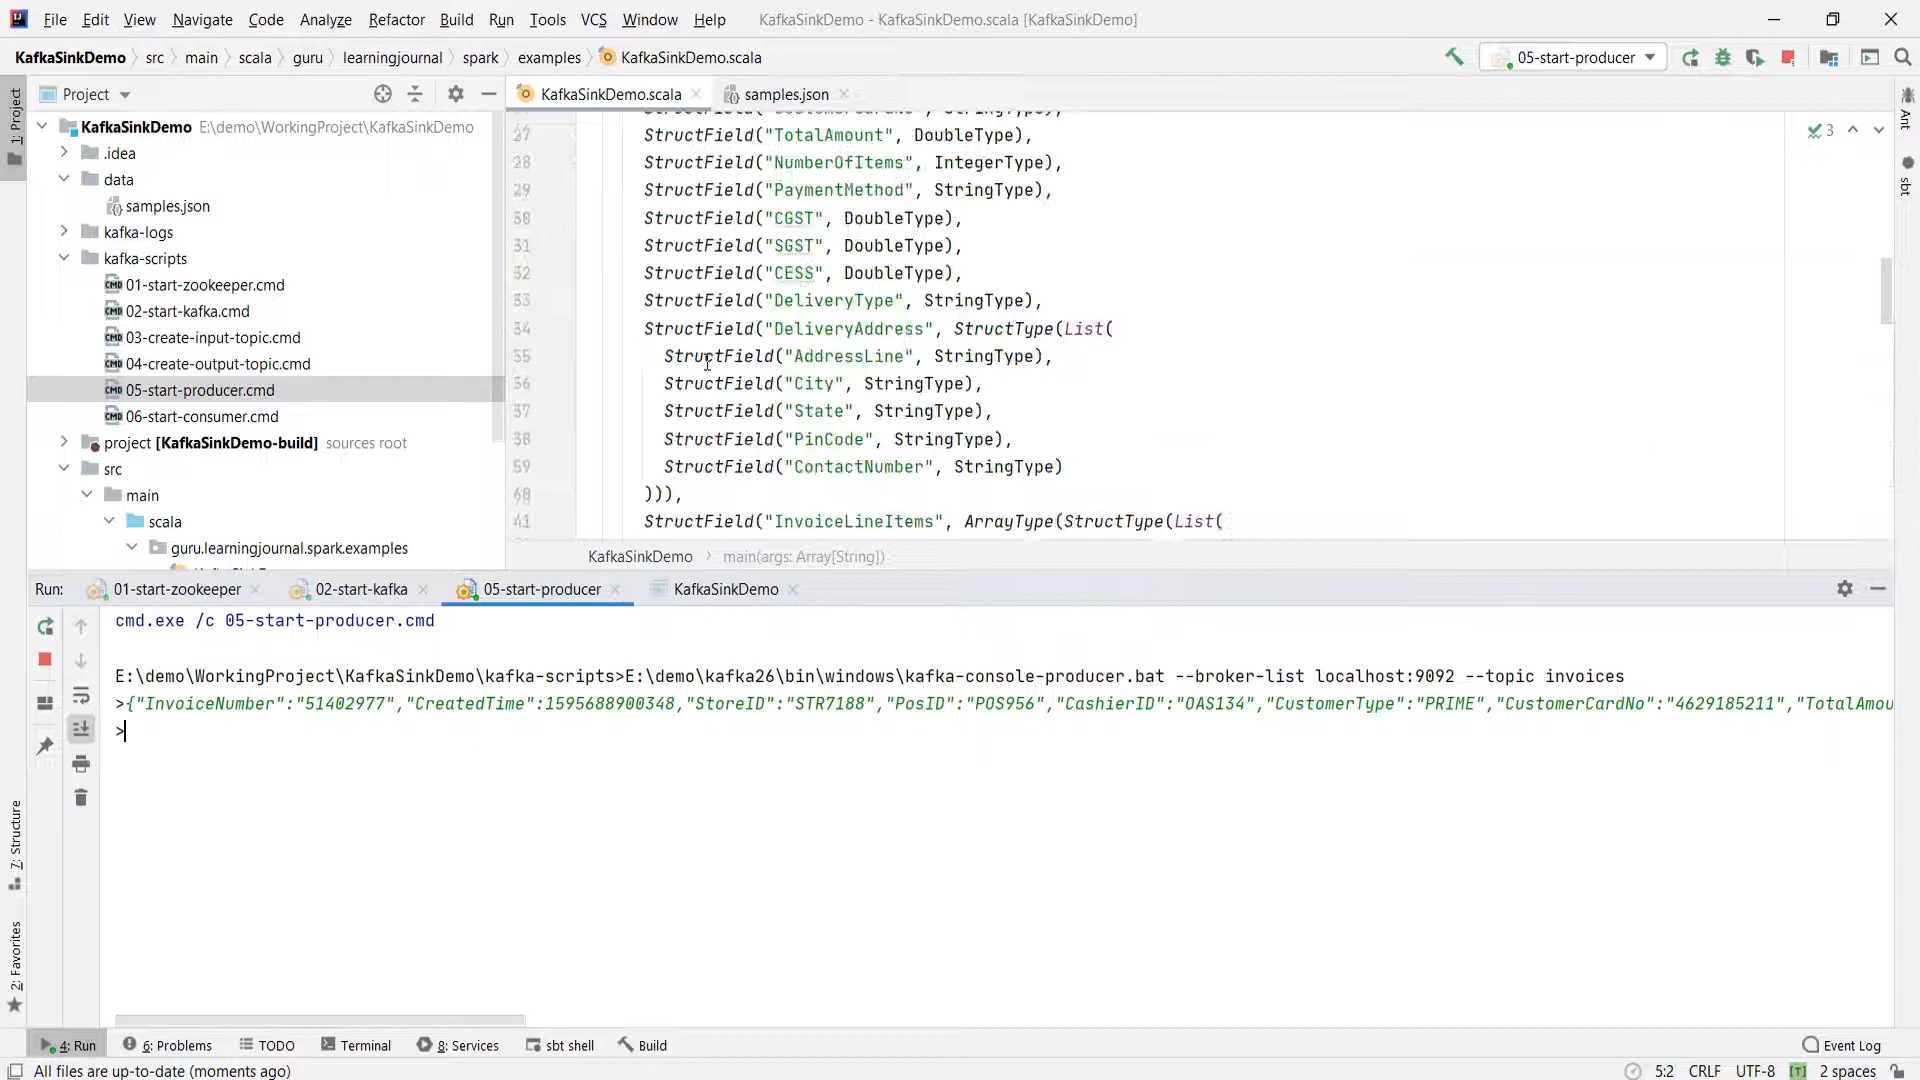 File Edit View Navigate Code Analyze Refactor Build Run Tools VCS Window Help KafkaSinkDemo - KafkaSinkDemo.scala [KafkaSinkDemo]
KafkaSinkDemo src main scala guru learningjournal spark examples KafkaSinkDemo.scala 05-start-producer
Project
KafkaSinkDemo.scala samples.json
1: Project
KafkaSinkDemo E:\demo\WorkingProject\KafkaSinkDemo
.idea
data
samples.json
kafka-logs
kafka-scripts
01-start-zookeeper.cmd
02-start-kafka.cmd
03-create-input-topic.cmd
04-create-output-topic.cmd
05-start-producer.cmd
06-start-consumer.cmd
project [KafkaSinkDemo-build] sources root
src
main
scala
guru.learningjournal.spark.examples
27 StructField("TotalAmount", DoubleType),
28 StructField("NumberOfItems", IntegerType),
29 StructField("PaymentMethod", StringType),
30 StructField("CGST", DoubleType),
31 StructField("SGST", DoubleType),
32 StructField("CESS", DoubleType),
33 StructField("DeliveryType", StringType),
34 StructField("DeliveryAddress", StructType(List(
35 StructField("AddressLine", StringType),
36 StructField("City", StringType),
37 StructField("State", StringType),
38 StructField("PinCode", StringType),
39 StructField("ContactNumber", StringType)
40 ))),
41 StructField("InvoiceLineItems", ArrayType(StructType(List(
3
Ant
sbt
KafkaSinkDemo main(args: Array[String])
Run: 01-start-zookeeper 02-start-kafka 05-start-producer KafkaSinkDemo
cmd.exe /c 05-start-producer.cmd
E:\demo\WorkingProject\KafkaSinkDemo\kafka-scripts>E:\demo\kafka26\bin\windows\kafka-console-producer.bat --broker-list localhost:9092 --topic invoices
>{"InvoiceNumber":"51402977","CreatedTime":1595688900348,"StoreID":"STR7188","PosID":"POS956","CashierID":"OAS134","CustomerType":"PRIME","CustomerCardNo":"4629185211","TotalAmou
>
7: Structure
2: Favorites
4: Run 6: Problems TODO Terminal 8: Services sbt shell Build Event Log
All files are up-to-date (moments ago) 5:2 CRLF UTF-8 [T] 2 spaces